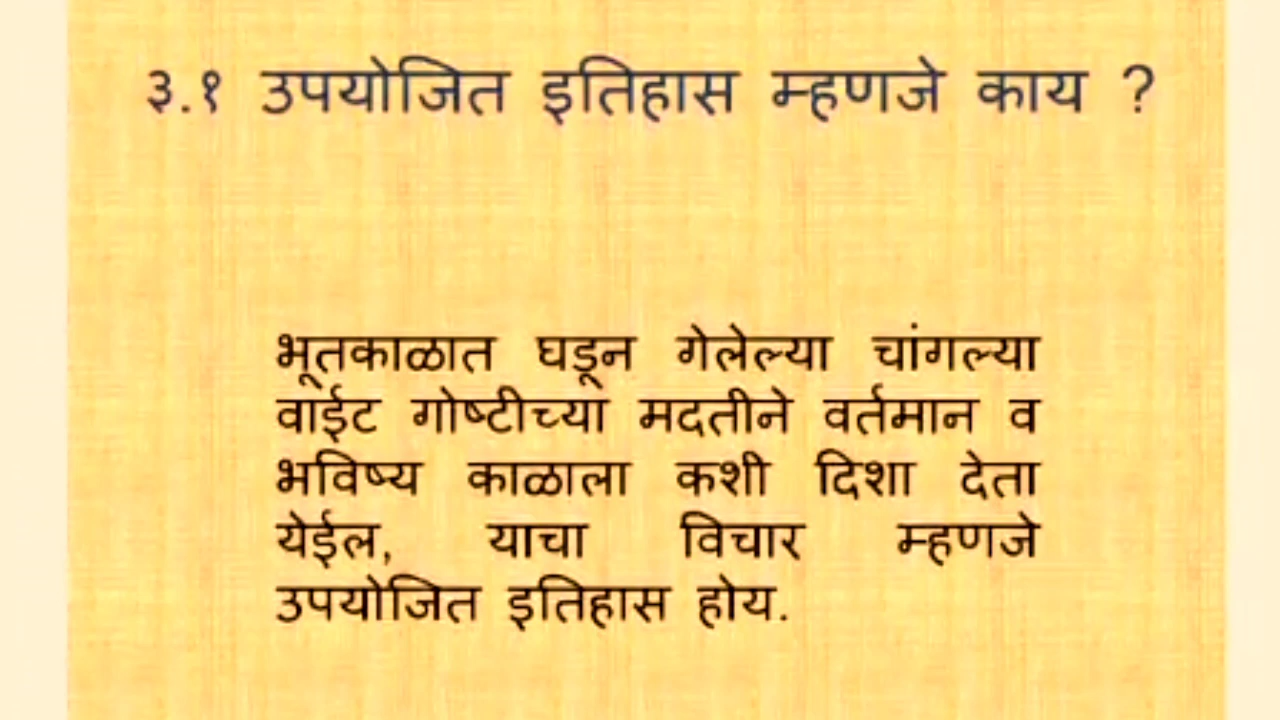 ३.१ उपयोजित इतिहास म्हणजे काय ?
भूतकाळात घडून गेलेल्या चांगल्या
वाईट गोष्टीच्या मदतीने वर्तमान व
भविष्य काळाला कशी दिशा देता
येईल, याचा विचार म्हणजे
उपयोजित इतिहास होय.